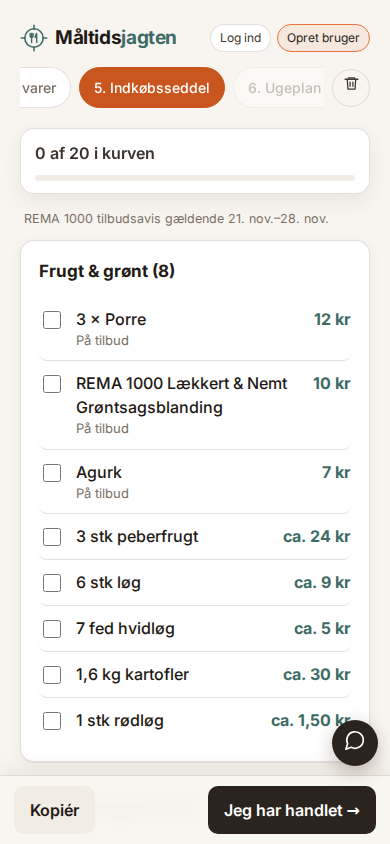 Måltidsjagten
Log ind
Opret bruger
varer
5. Indkøbsseddel
6. Ugeplan
0 af 20 i kurven
REMA 1000 tilbudsavis gældende 21. nov.–28. nov.
Frugt & grønt (8)
3 × Porre
12 kr
På tilbud
REMA 1000 Lækkert & Nemt
10 kr
Grøntsagsblanding
På tilbud
Agurk
7 kr
På tilbud
3 stk peberfrugt
ca. 24 kr
6 stk løg
ca. 9 kr
7 fed hvidløg
ca. 5 kr
1,6 kg kartofler
ca. 30 kr
1 stk rødløg
ca. 1,50 kr
Kopiér
Jeg har handlet →